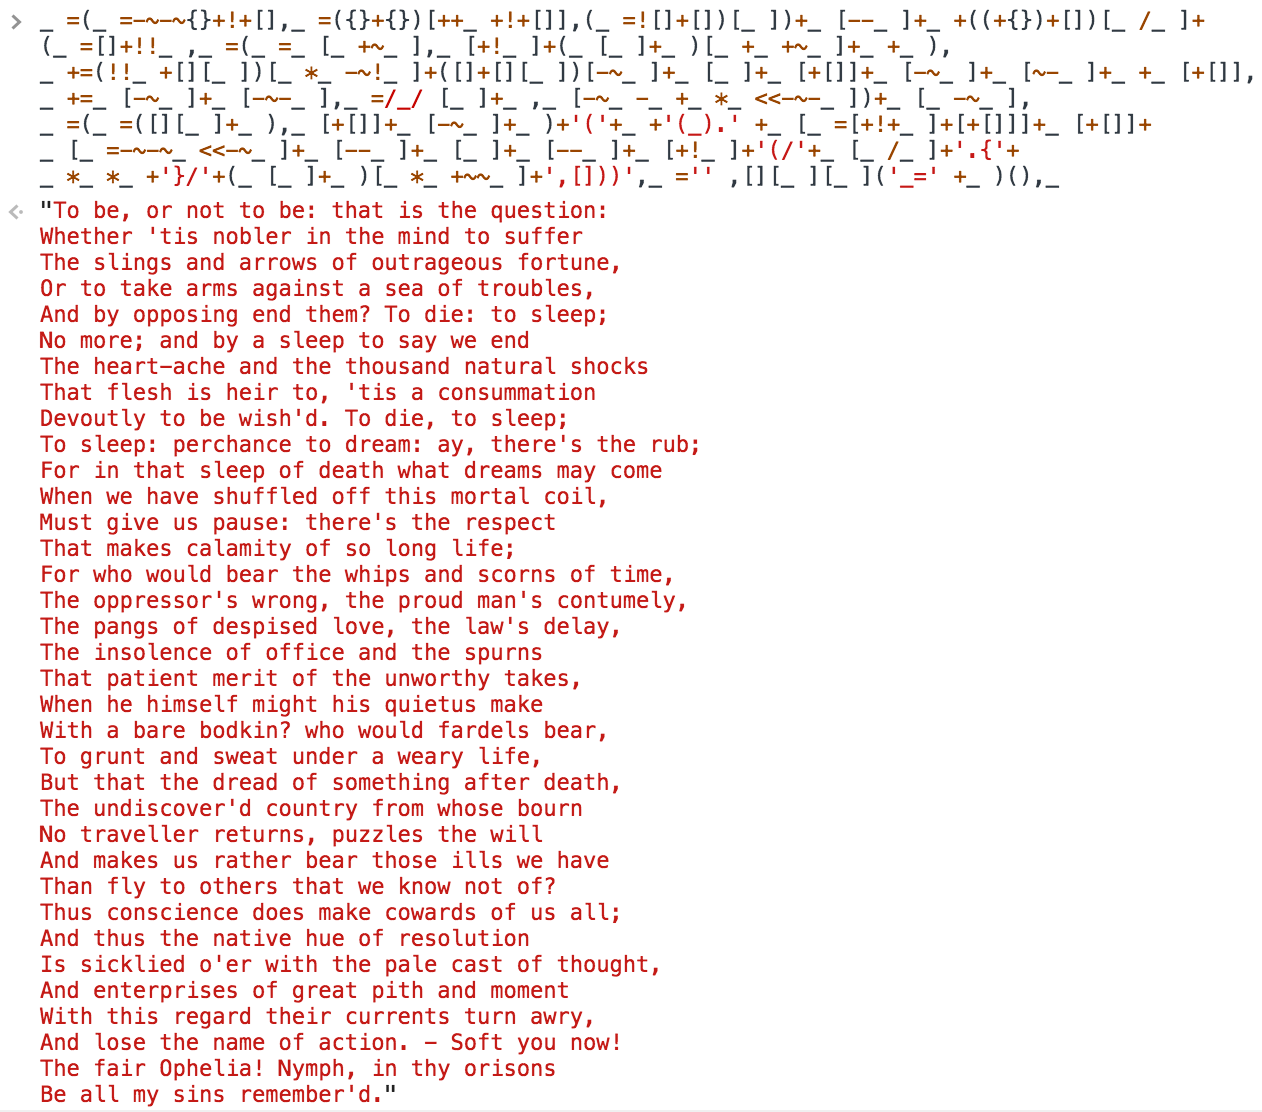 > _ =(_ =-~-~{}+!+[],_ =({}+{})[++_ +!+[]],(_ =![]+[])[_ ])+_ [--_ ]+_ +((+{})+[])[_ /_ ]+
(_ =[]+!!_ ,_ =(_ =_ [_ +~_ ],_ [+!_ ]+(_ [_ ]+_ )[_ +_ +~_ ]+_ +_ ),
_ +=(!!_ +[][_ ])[_ *_ -~!_ ]+([]+[][_ ])[-~_ ]+_ [_ ]+_ [+[]]+_ [-~_ ]+_ [~-_ ]+_ +_ [+[]],
_ +=_ [-~_ ]+_ [-~-_ ],_ =/_/ [_ ]+_ ,_ [-~_ -_ +_ *_ <<-~-_ ])+_ [_ -~_ ],
_ =(_ =([][_ ]+_ ),_ [+[]]+_ [-~_ ]+_ )+'('+_ +'(_).' +_ [_ =[+!+_ ]+[+[]]]+_ [+[]]+
_ [_ =-~-~_ <<-~_ ]+_ [--_ ]+_ [_ ]+_ [--_ ]+_ [+!_ ]+'(/'+_ [_ /_ ]+'.{'+
_ *_ *_ +'}/'+(_ [_ ]+_ )[_ *_ +~~_ ]+',[]))',_ ='' ,[][_ ][_ ]('_=' +_ )(),_
"To be, or not to be: that is the question:
Whether 'tis nobler in the mind to suffer
The slings and arrows of outrageous fortune,
Or to take arms against a sea of troubles,
And by opposing end them? To die: to sleep;
No more; and by a sleep to say we end
The heart-ache and the thousand natural shocks
That flesh is heir to, 'tis a consummation
Devoutly to be wish'd. To die, to sleep;
To sleep: perchance to dream: ay, there's the rub;
For in that sleep of death what dreams may come
When we have shuffled off this mortal coil,
Must give us pause: there's the respect
That makes calamity of so long life;
For who would bear the whips and scorns of time,
The oppressor's wrong, the proud man's contumely,
The pangs of despised love, the law's delay,
The insolence of office and the spurns
That patient merit of the unworthy takes,
When he himself might his quietus make
With a bare bodkin? who would fardels bear,
To grunt and sweat under a weary life,
But that the dread of something after death,
The undiscover'd country from whose bourn
No traveller returns, puzzles the will
And makes us rather bear those ills we have
Than fly to others that we know not of?
Thus conscience does make cowards of us all;
And thus the native hue of resolution
Is sicklied o'er with the pale cast of thought,
And enterprises of great pith and moment
With this regard their currents turn awry,
And lose the name of action. - Soft you now!
The fair Ophelia! Nymph, in thy orisons
Be all my sins remember'd."